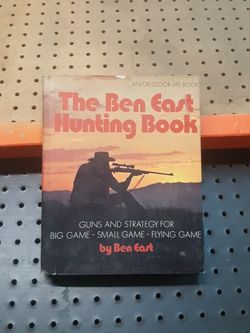 AN OUTDOOR LIFE BOOK
The Ben East
Hunting Book
GUNS AND STRATEGY FOR
BIG GAME • SMALL GAME • FLYING GAME
by Ben East